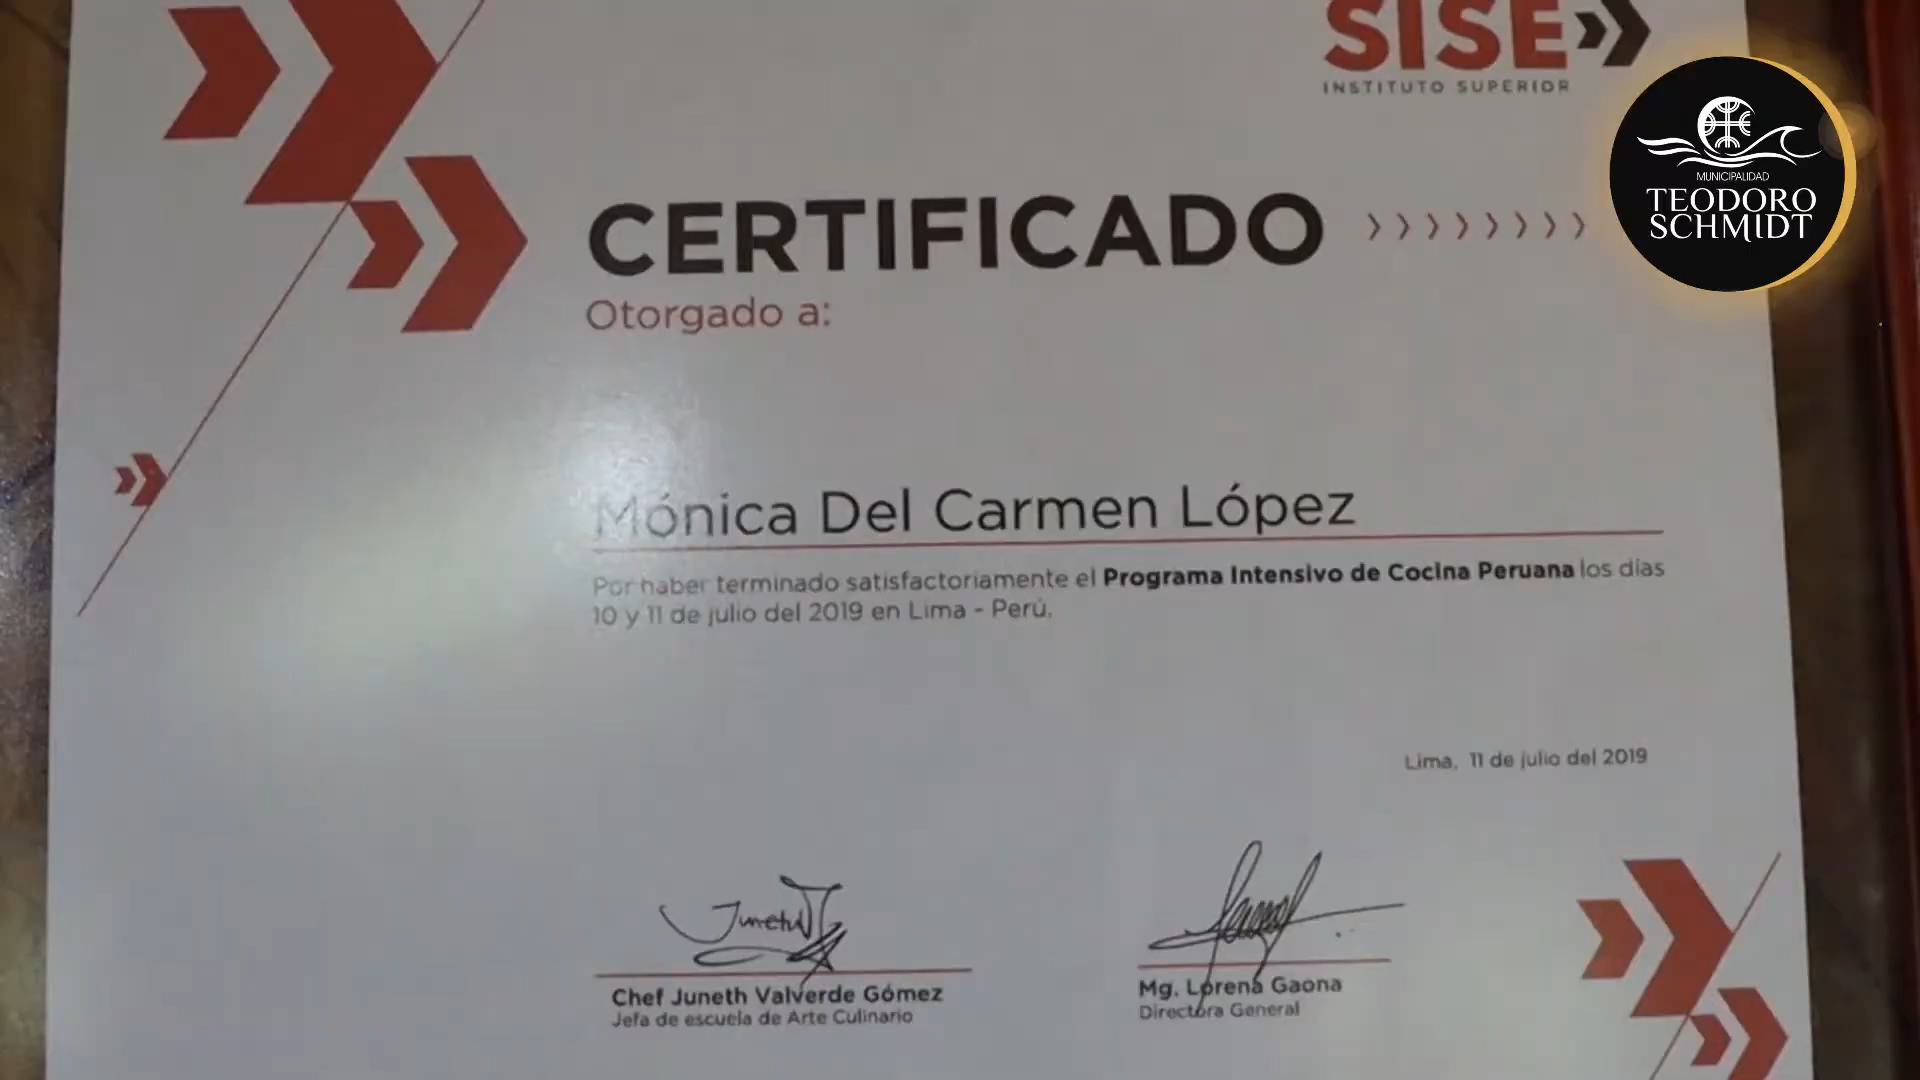 SISE
INSTITUTO SUPERIOR
MUNICIPALIDAD
TEODORO
SCHMIDT
CERTIFICADO
Otorgado a:
Mónica Del Carmen López
Por haber terminado satisfactoriamente el Programa Intensivo de Cocina Peruana los días
10 y 11 de julio del 2019 en Lima - Perú.
Lima, 11 de julio del 2019
Juneth
Chef Juneth Valverde Gómez
Jefa de escuela de Arte Culinario
Mg. Lorena Gaona
Directora General